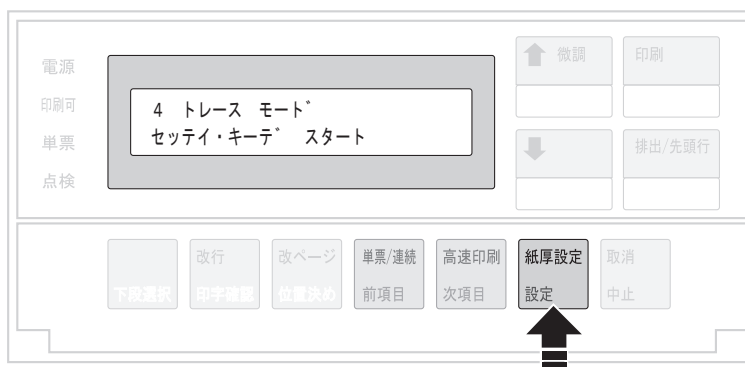 電源
印刷可
単票
点検
4 トレース モード
セッテイ・キーデ スタート
微調
印刷
排出/先頭行
下段選択
改行
印字確認
改ページ
位置決め
単票/連続
前項目
高速印刷
次項目
紙厚設定
設定
取消
中止